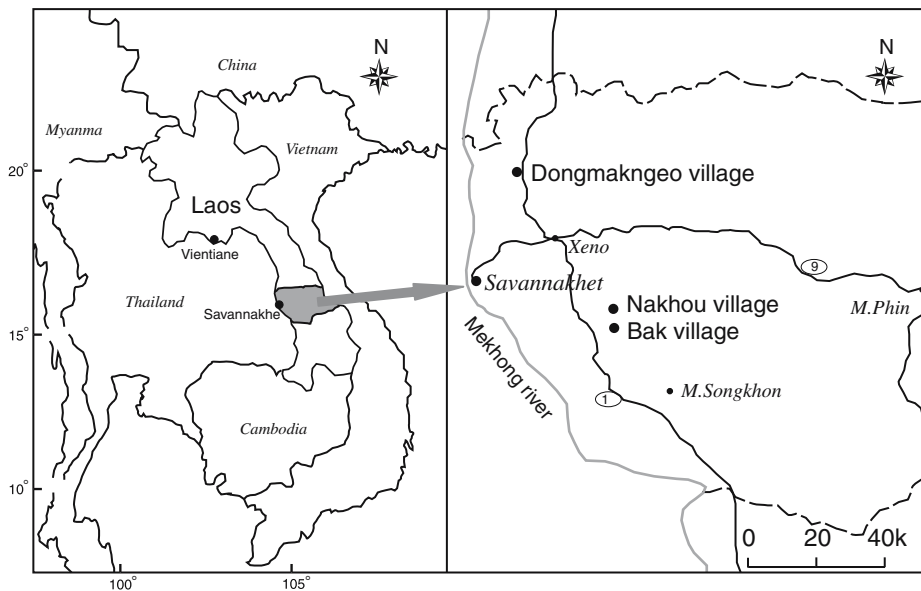 N
China
Myanma
Vietnam
20°
Laos
Vientiane
Thailand
Savannakhe
15°
Cambodia
10°
100°
105°
N
Dongmakngeo village
Xeno
9
Savannakhet
Nakhou village
M.Phin
Bak village
Mekhong river
M.Songkhon
1
0 20 40k